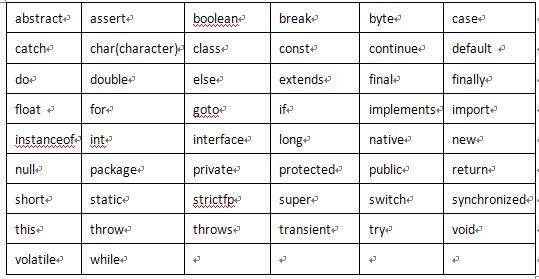 abstract assert boolean break byte case
catch char(character) class const continue default
do double else extends final finally
float for goto if implements import
instanceof int interface long native new
null package private protected public return
short static strictfp super switch synchronized
this throw throws transient try void
volatile while